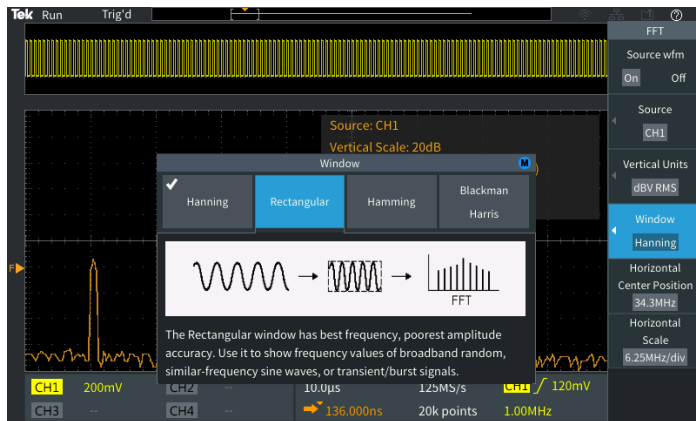 Tek Run Trig'd
FFT
Source wfm
On Off
Source
CH1
Vertical Units
dBV RMS
Window
Hanning
Horizontal
Center Position
34.3MHz
Horizontal
Scale
6.25MHz/div
Source: CH1
Vertical Scale: 20dB
Window
M
Hanning
Rectangular
Hamming
Blackman
Harris
FFT
The Rectangular window has best frequency, poorest amplitude
accuracy. Use it to show frequency values of broadband random,
similar-frequency sine waves, or transient/burst signals.
F
CH1 200mV CH2 -- 10.0µs 125MS/s CH1 120mV
CH3 -- CH4 -- 136.000ns 20k points 1.00MHz